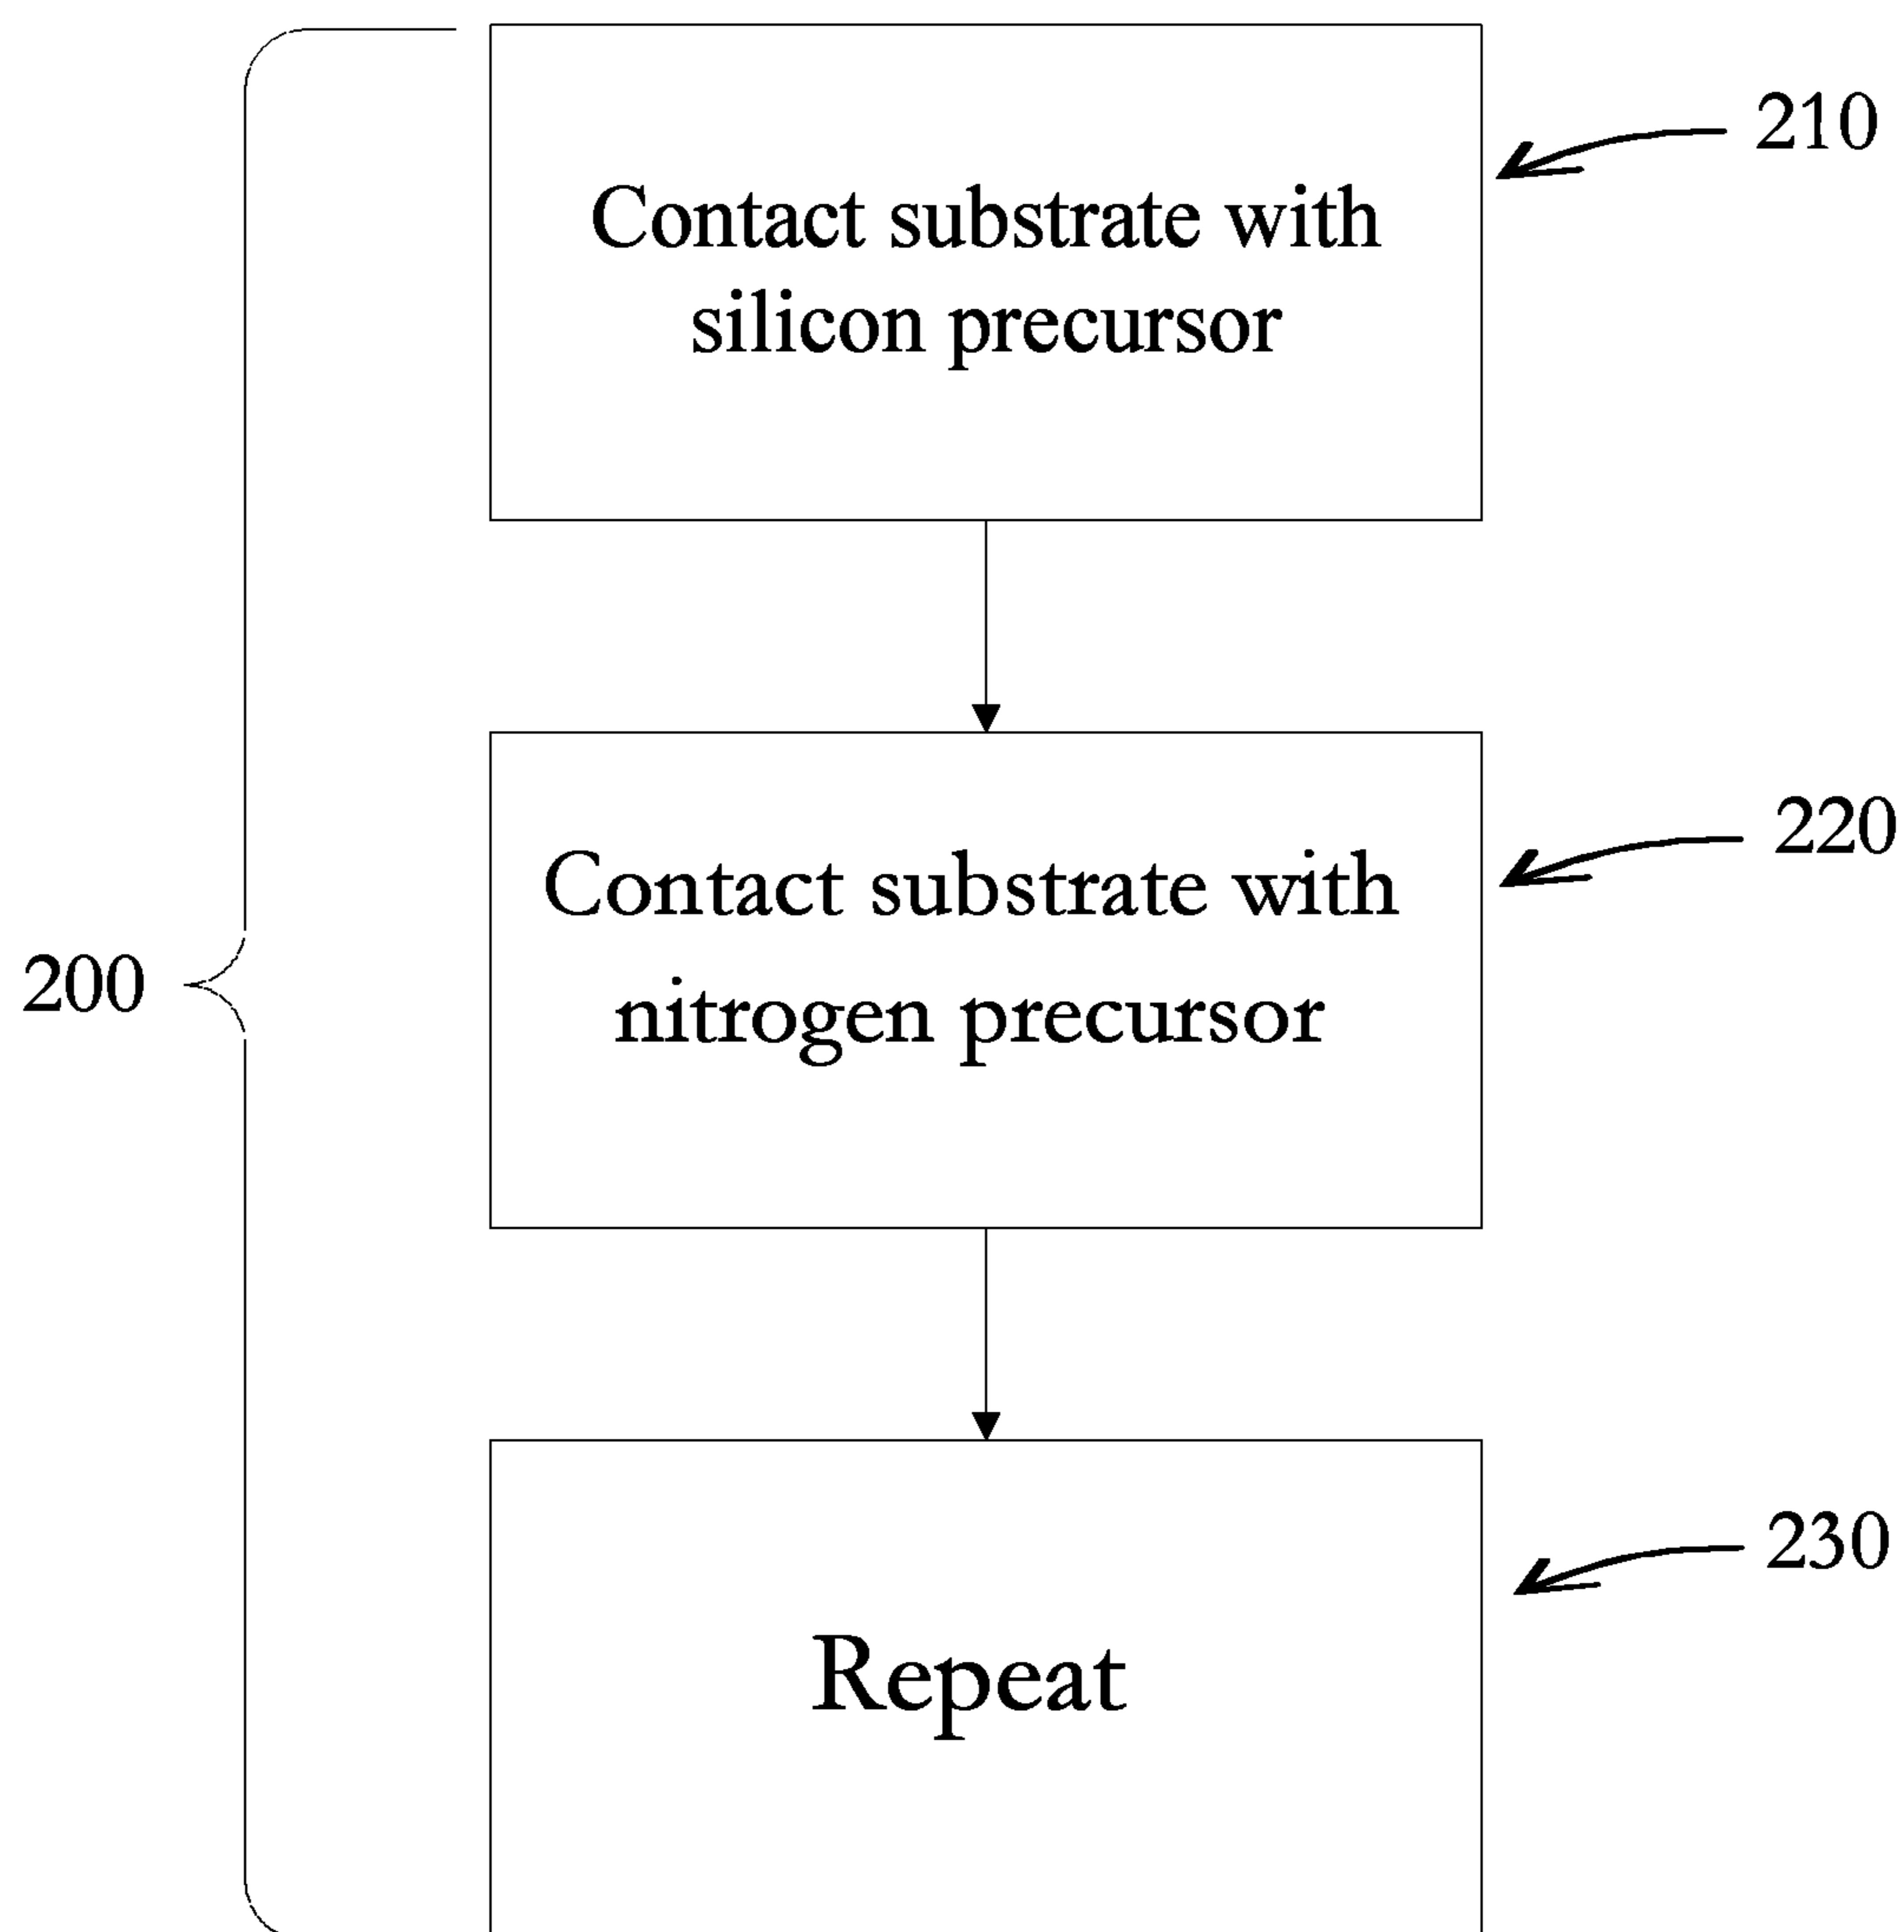 210
Contact substrate with
silicon precursor
220
Contact substrate with
nitrogen precursor
200
230
Repeat